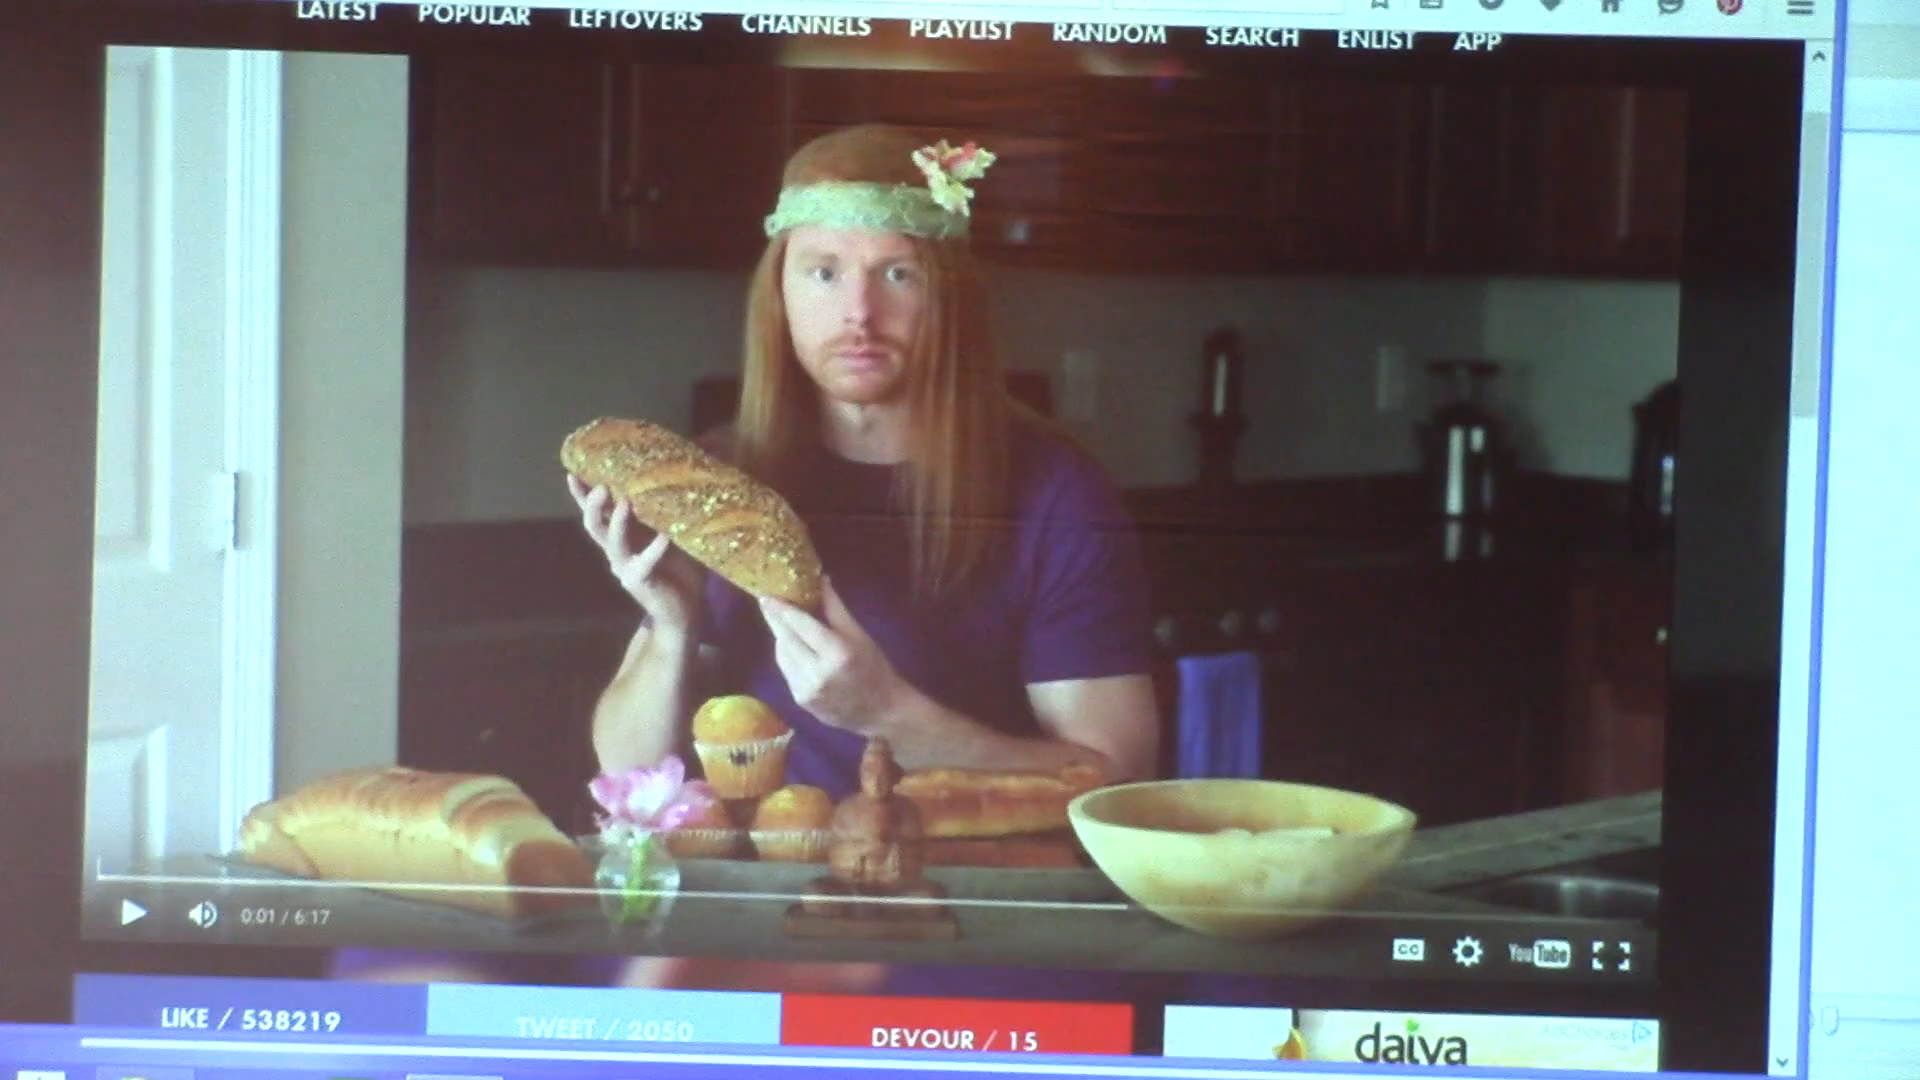 LATEST POPULAR LEFTOVERS CHANNELS PLAYLIST RANDOM SEARCH ENLIST APP
0:01 / 6:17
CC
YouTube
LIKE / 538219
TWEET / 2050
DEVOUR / 15
AdChoices
daiya